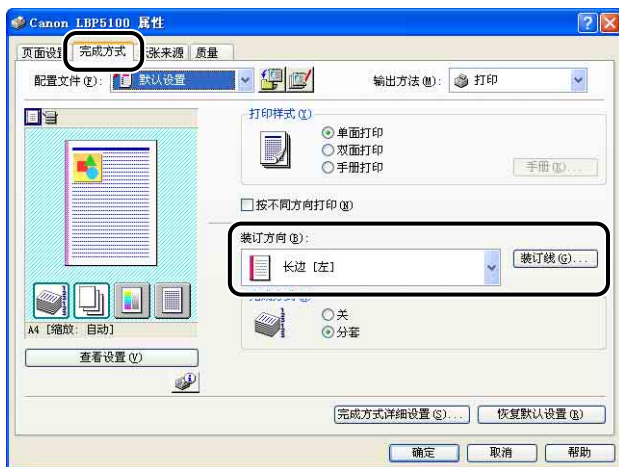 Canon LBP5100 属性
页面设 完成方式 张来源 质量
配置文件(F): 默认设置 输出方法(M): 打印
打印样式(Y)
单面打印
双面打印
手册打印 手册(K)...
按不同方向打印(N)
装订方向(B):
长边 [左] 装订线(G)...
关
分套
A4 [缩放: 自动]
查看设置(V)
完成方式详细设置(S)... 恢复默认设置(R)
确定 取消 帮助